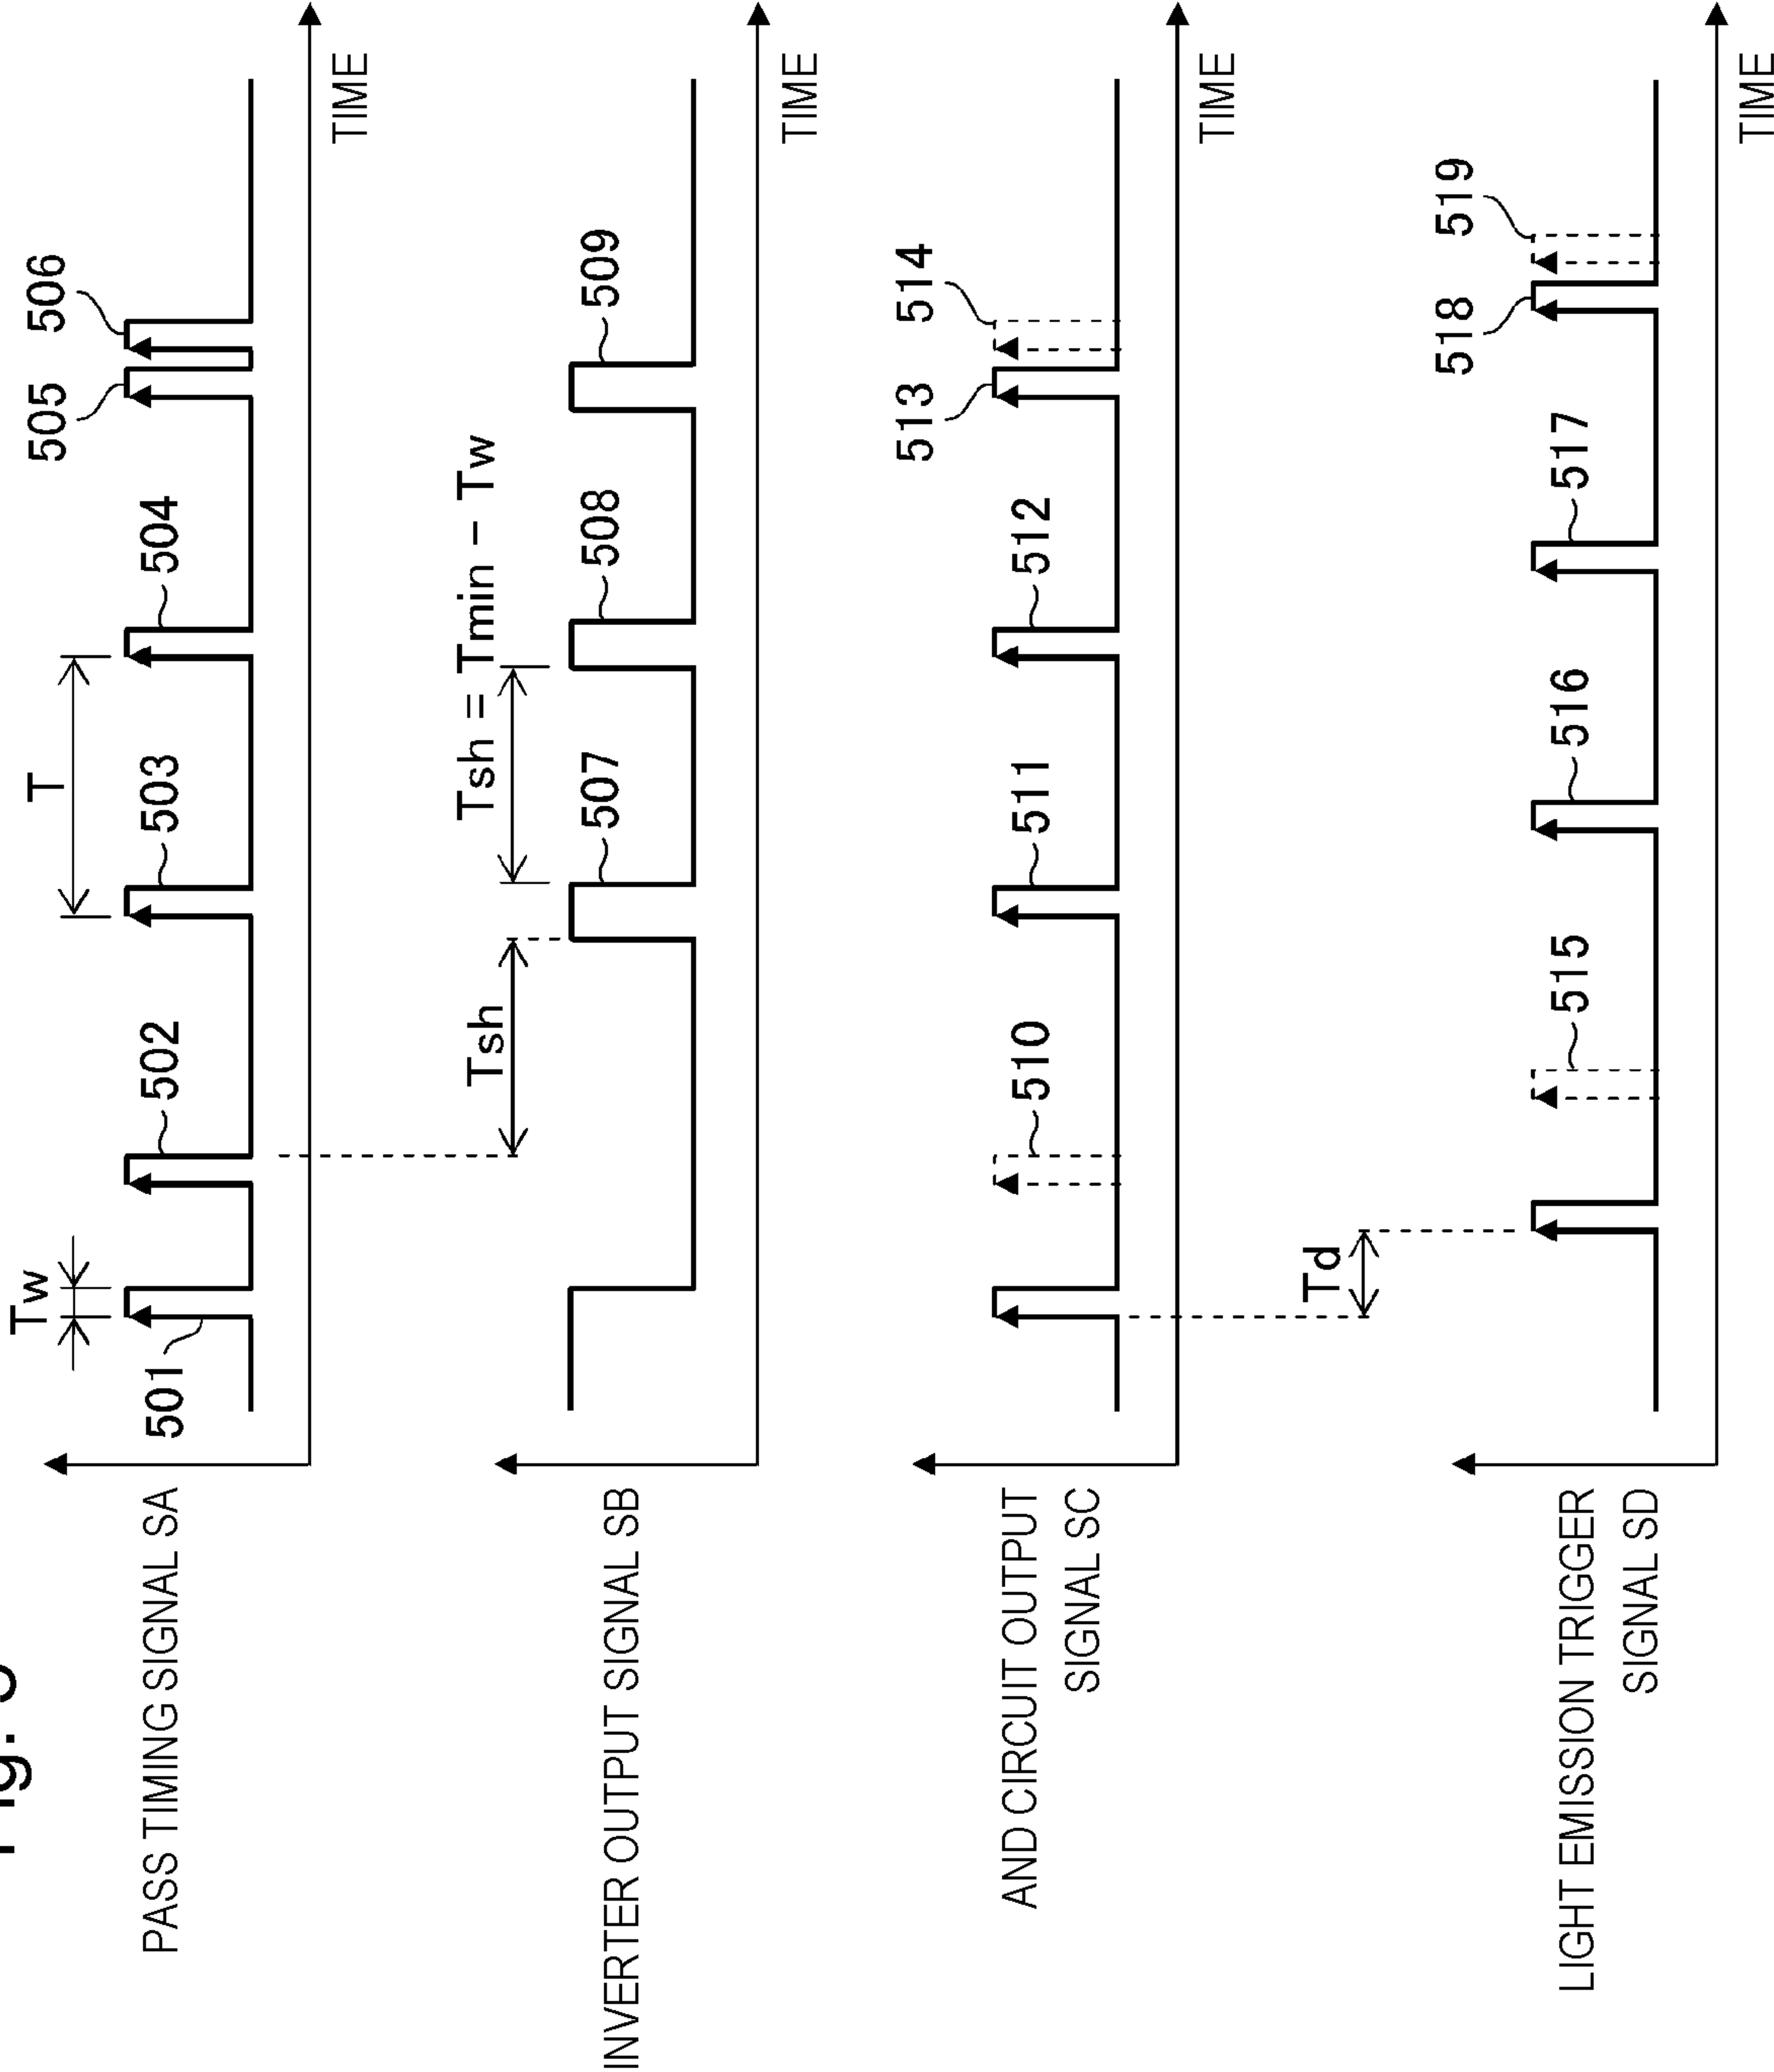 PASS TIMING SIGNAL SA
Tw
T
501
502
503
504
505
506
TIME
INVERTER OUTPUT SIGNAL SB
Tsh
Tsh = Tmin − Tw
507
508
509
TIME
AND CIRCUIT OUTPUT
SIGNAL SC
510
511
512
513
514
TIME
LIGHT EMISSION TRIGGER
SIGNAL SD
Td
515
516
517
518
519
TIME